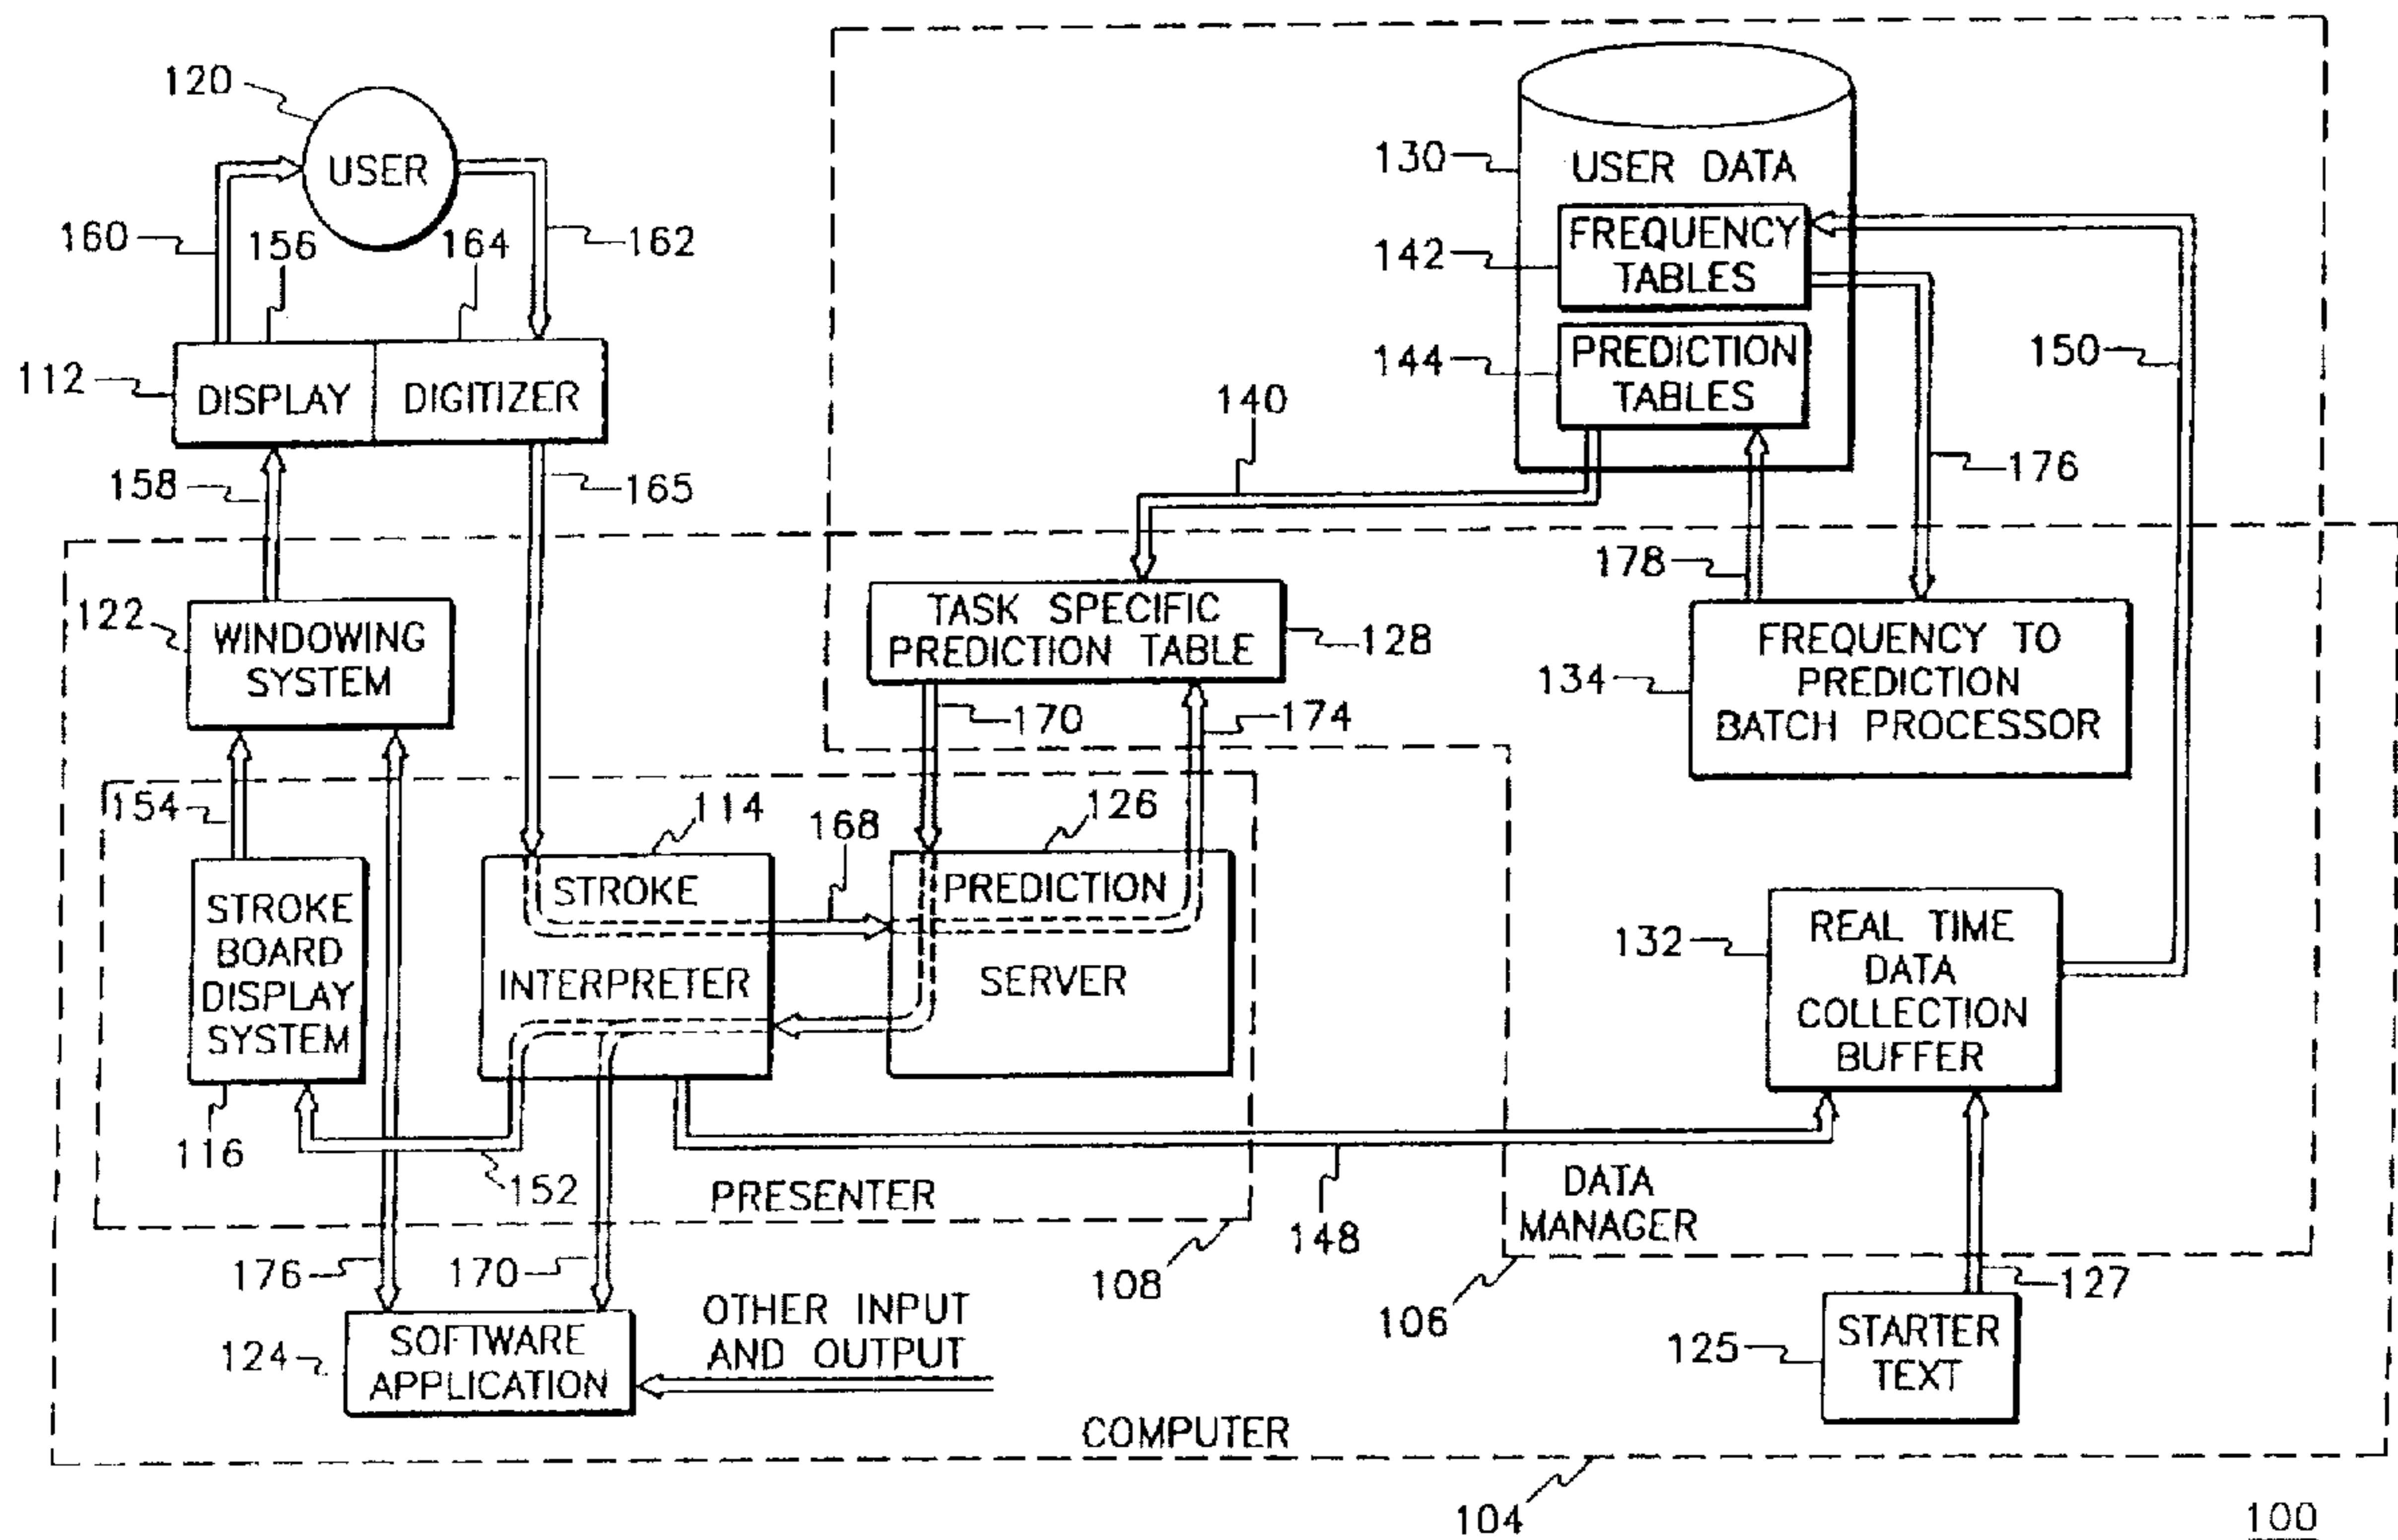 120
USER
160
156
164
162
112
DISPLAY
DIGITIZER
158
165
130
USER DATA
142
FREQUENCY
TABLES
144
PREDICTION
TABLES
150
140
176
178
122
WINDOWING
SYSTEM
TASK SPECIFIC
PREDICTION TABLE
128
134
FREQUENCY TO
PREDICTION
BATCH PROCESSOR
170
174
154
114
168
126
STROKE
BOARD
DISPLAY
SYSTEM
STROKE
INTERPRETER
PREDICTION
SERVER
132
REAL TIME
DATA
COLLECTION
BUFFER
116
152
PRESENTER
148
DATA
MANAGER
176
170
108
106
127
124
SOFTWARE
APPLICATION
OTHER INPUT
AND OUTPUT
125
STARTER
TEXT
COMPUTER
104
100